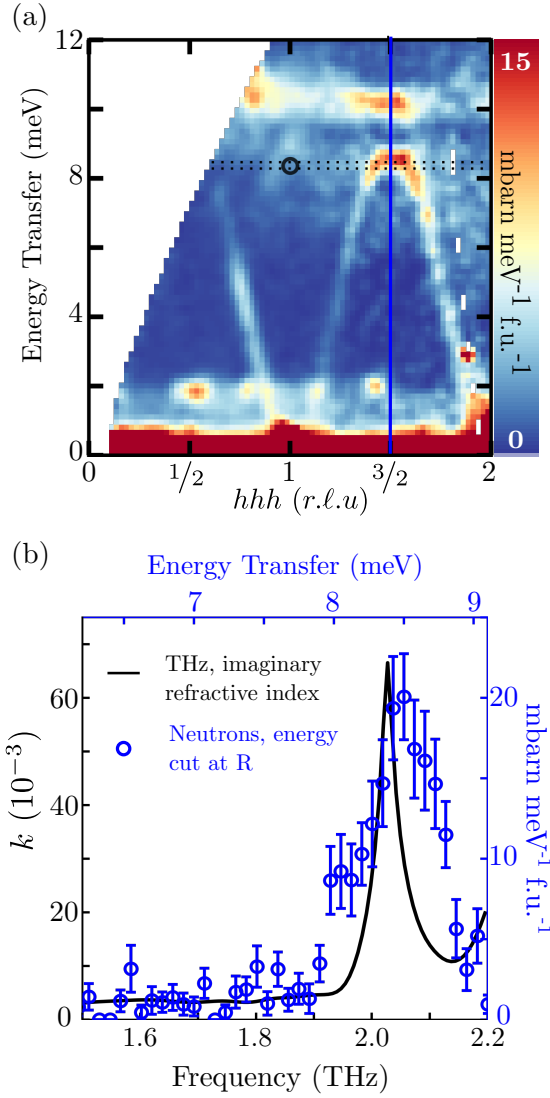 (a)
12
10
8
4
2
0
Energy Transfer (meV)
0
1/2
1
3/2
2
hhh (r.ℓ.u)
15
mbarn meV-1 f.u.-1
0
(b)
Energy Transfer (meV)
7
8
9
THz, imaginary
refractive index
Neutrons, energy
cut at R
60
40
20
0
k (10−3)
20
10
0
mbarn meV-1 f.u.-1
1.6
1.8
2.0
2.2
Frequency (THz)